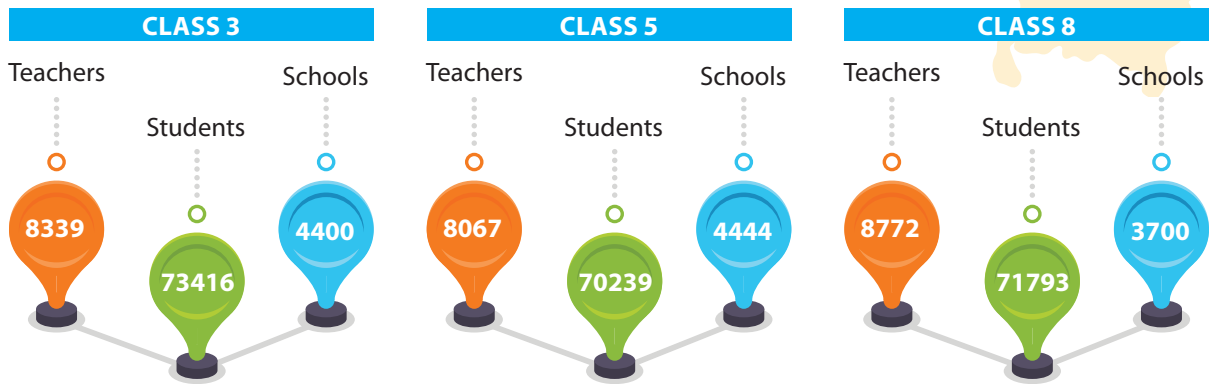 CLASS 3
Teachers
Schools
Students
8339
4400
73416
CLASS 5
Teachers
Schools
Students
8067
4444
70239
CLASS 8
Teachers
Schools
Students
8772
3700
71793